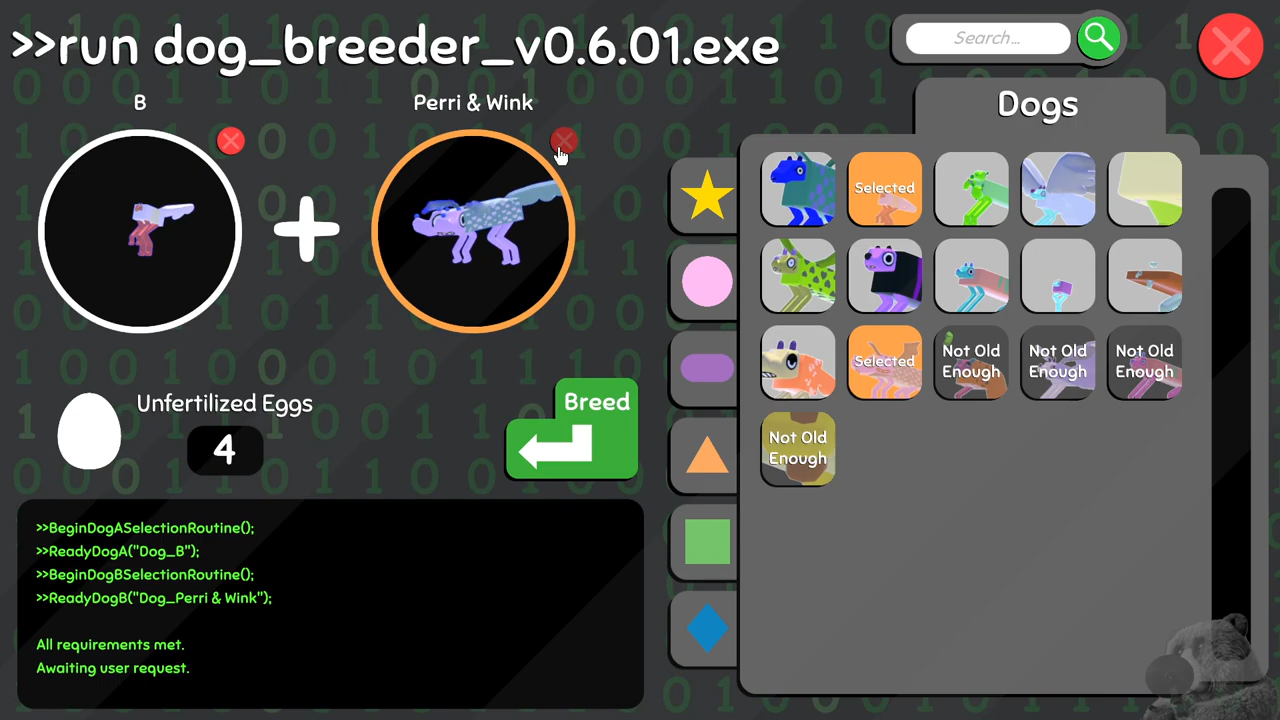 >>run dog_breeder_v0.6.01.exe
Search...
B
Perri & Wink
Dogs
Selected
Selected
Not Old
Enough
Not Old
Enough
Not Old
Enough
Not Old
Enough
Unfertilized Eggs
4
Breed
>>BeginDogASelectionRoutine();
>>ReadyDogA("Dog_B");
>>BeginDogBSelectionRoutine();
>>ReadyDogB("Dog_Perri & Wink");
All requirements met.
Awaiting user request.